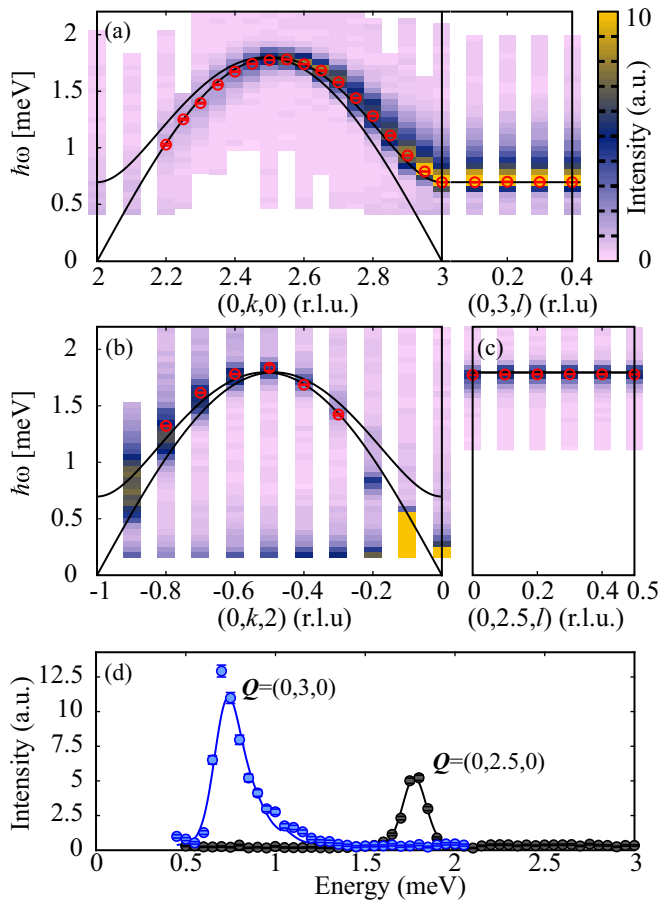 (a)
2
1.5
1
0.5
0
ħω [meV]
2 2.2 2.4 2.6 2.8 3 0.2 0.4
(0,k,0) (r.l.u.) (0,3,l) (r.l.u)
10
0
Intensity (a.u.)
(b) (c)
2
1.5
1
0.5
0
ħω [meV]
-1 -0.8 -0.6 -0.4 -0.2 0 0 0.2 0.4 0.5
(0,k,2) (r.l.u) (0,2.5,l) (r.l.u.)
(d)
12.5
10
7.5
5
2.5
0
Intensity (a.u.)
Q=(0,3,0)
Q=(0,2.5,0)
0 0.5 1 1.5 2 2.5 3
Energy (meV)